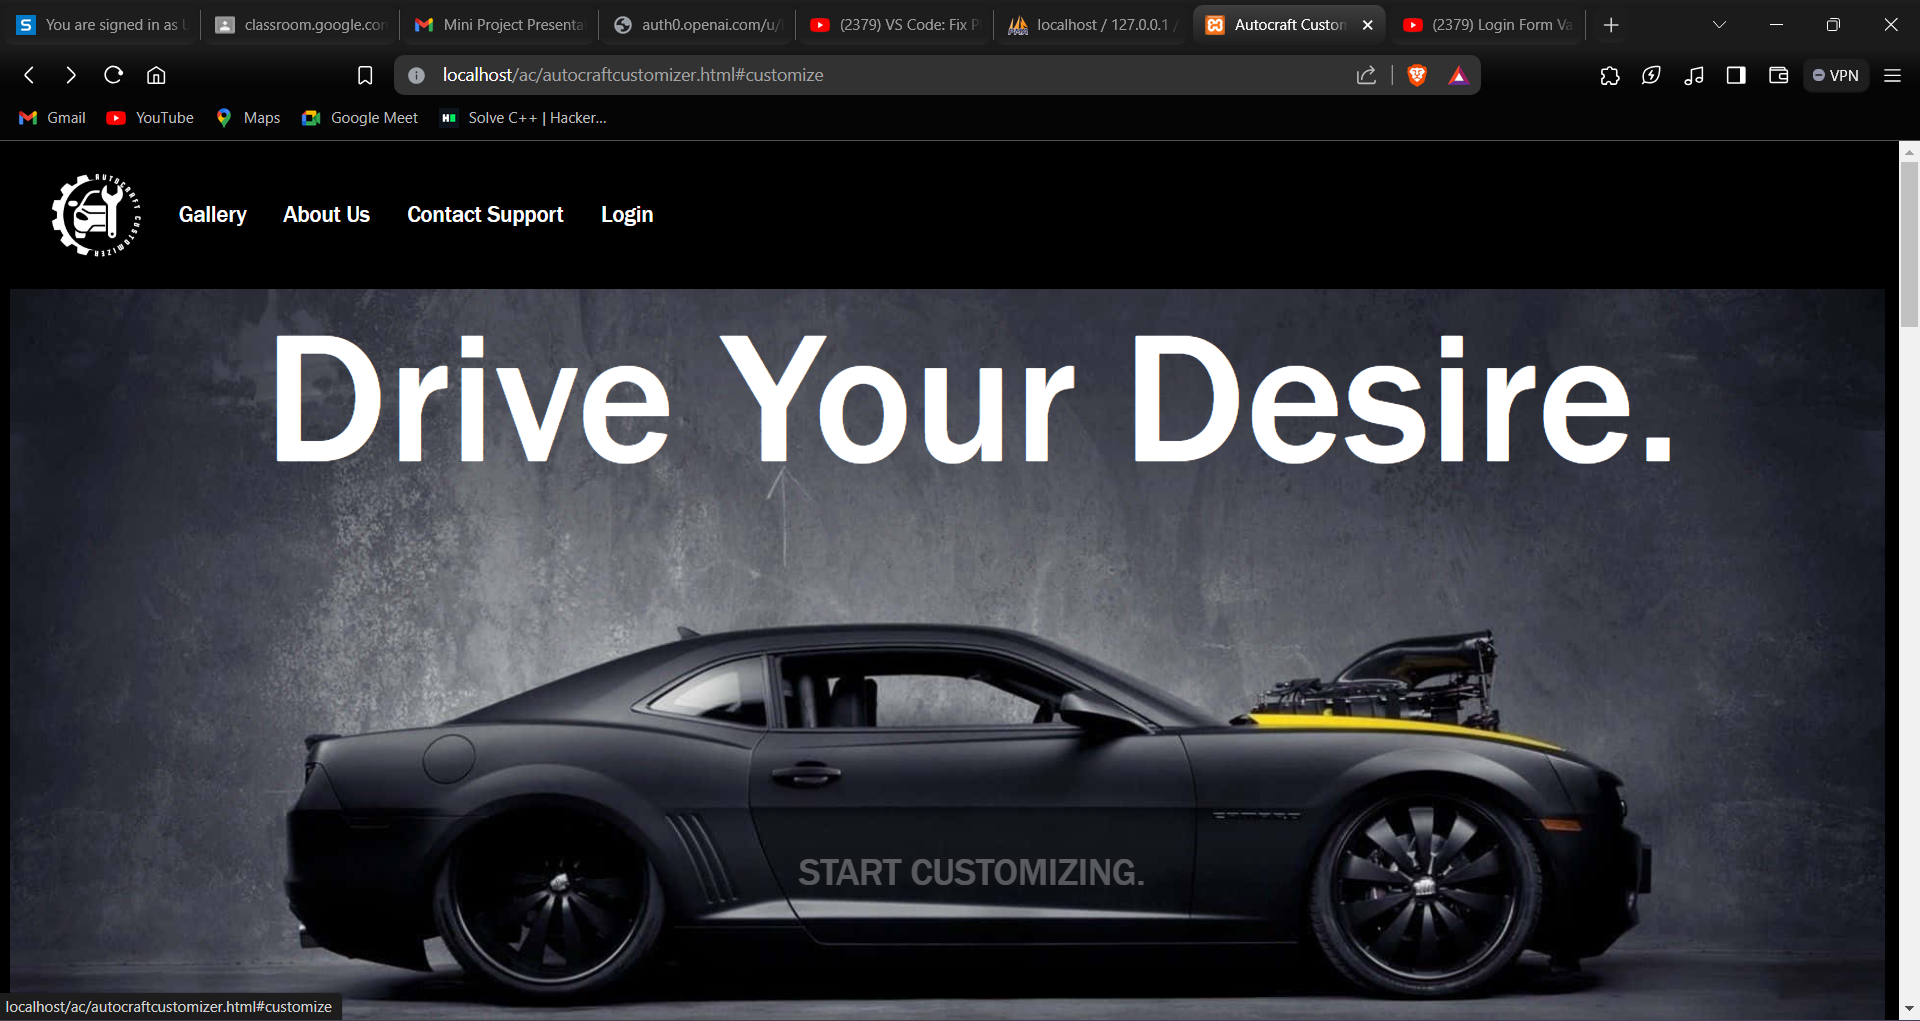 You are signed in as
classroom.google.con
Mini Project Presenta
auth0.openai.com/u/
(2379) VS Code: Fix P
localhost / 127.0.0.1 /
Autocraft Custon
(2379) Login Form Va
localhost/ac/autocraftcustomizer.html#customize
VPN
Gmail
YouTube
Maps
Google Meet
Solve C++ | Hacker...
AUTOCRAFT CUSTOMIZER
Gallery
About Us
Contact Support
Login
Drive Your Desire.
START CUSTOMIZING.
localhost/ac/autocraftcustomizer.html#customize